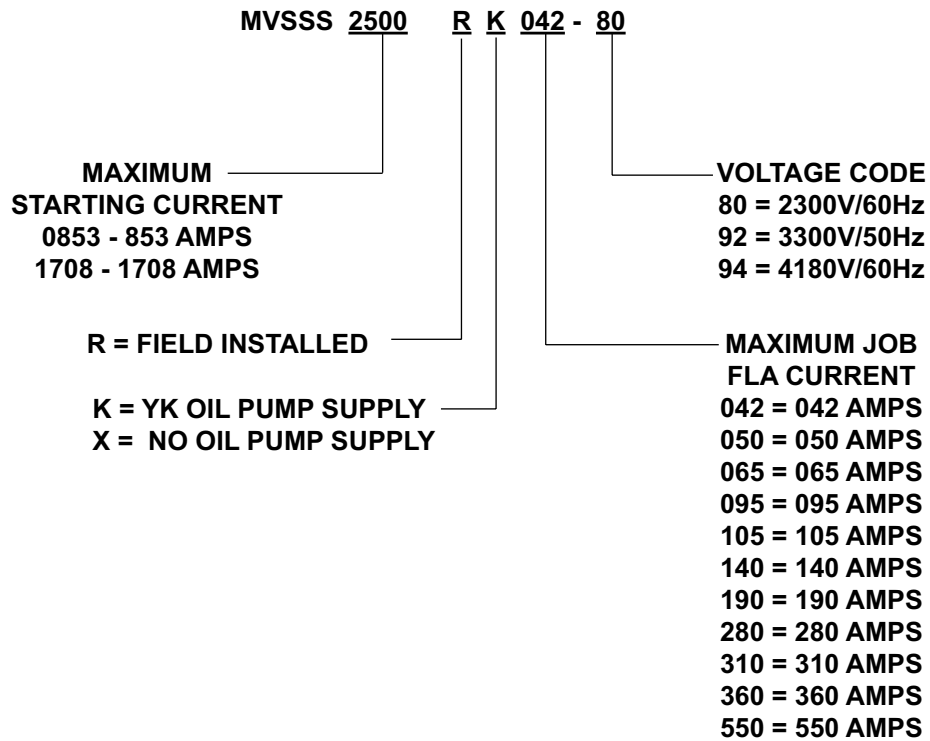 MVSSS 2500 R K 042 - 80
MAXIMUM
STARTING CURRENT
0853 - 853 AMPS
1708 - 1708 AMPS
R = FIELD INSTALLED
K = YK OIL PUMP SUPPLY
X = NO OIL PUMP SUPPLY
VOLTAGE CODE
80 = 2300V/60Hz
92 = 3300V/50Hz
94 = 4180V/60Hz
MAXIMUM JOB
FLA CURRENT
042 = 042 AMPS
050 = 050 AMPS
065 = 065 AMPS
095 = 095 AMPS
105 = 105 AMPS
140 = 140 AMPS
190 = 190 AMPS
280 = 280 AMPS
310 = 310 AMPS
360 = 360 AMPS
550 = 550 AMPS